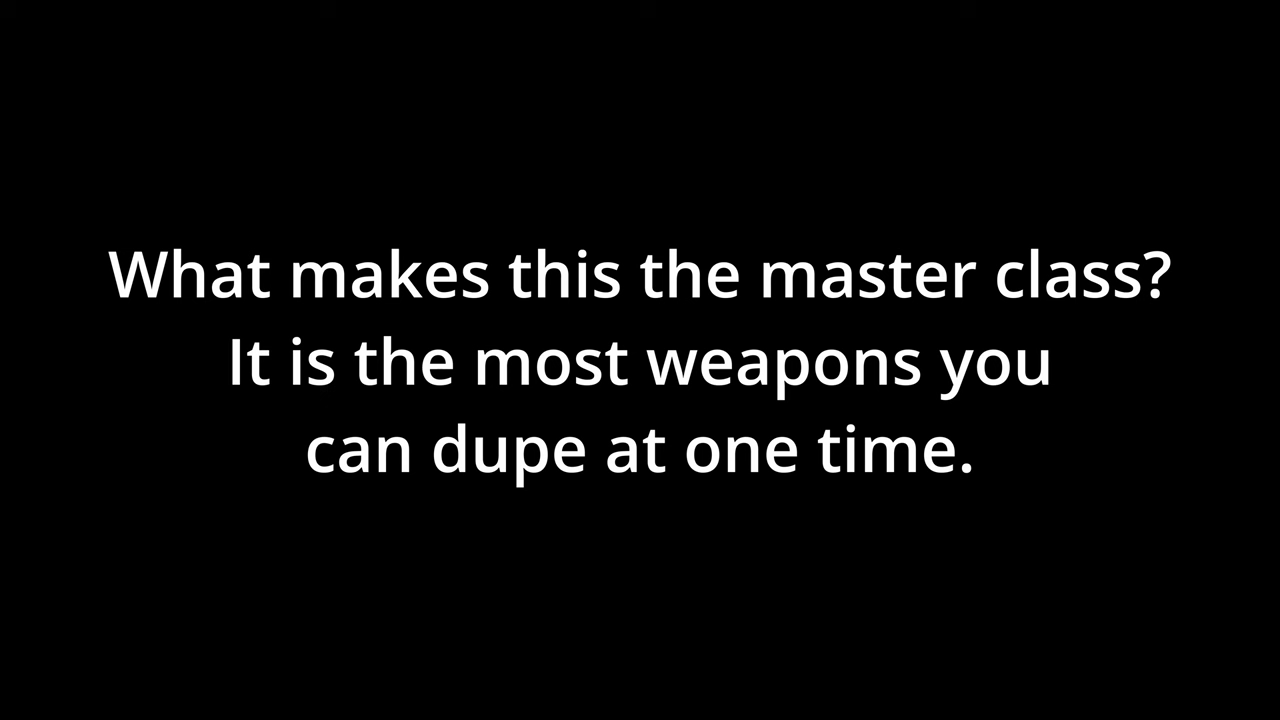 What makes this the master class?
It is the most weapons you
can dupe at one time.